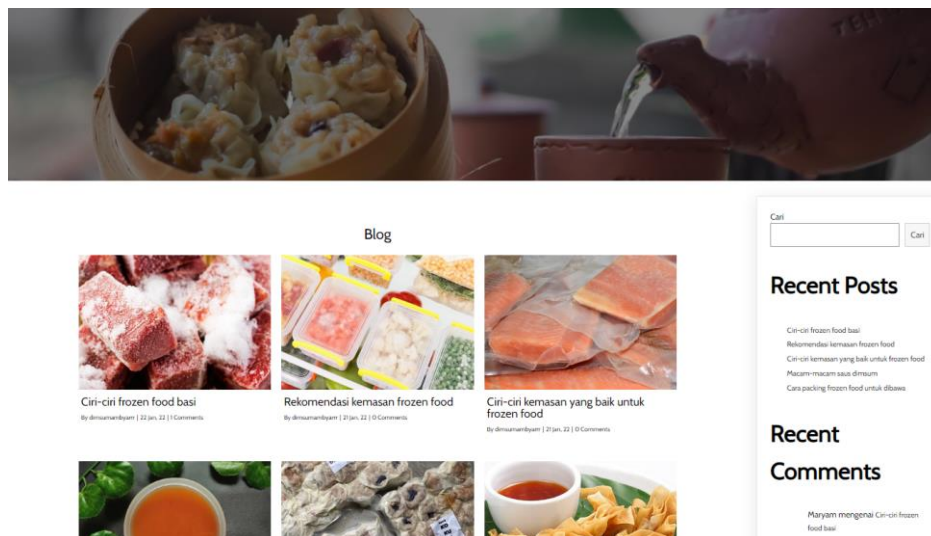 TEH
Blog
Ciri-ciri frozen food basi
By dimsumambyarr | 22 Jan, 22 | 1 Comments
Rekomendasi kemasan frozen food
By dimsumambyarr | 21 Jan, 22 | 0 Comments
Ciri-ciri kemasan yang baik untuk
frozen food
By dimsumambyarr | 21 Jan, 22 | 0 Comments
Cari
Cari
Recent Posts
Ciri-ciri frozen food basi
Rekomendasi kemasan frozen food
Ciri-ciri kemasan yang baik untuk frozen food
Macam-macam saus dimsum
Cara packing frozen food untuk dibawa
Recent
Comments
Maryam mengenai Ciri-ciri frozen
food basi